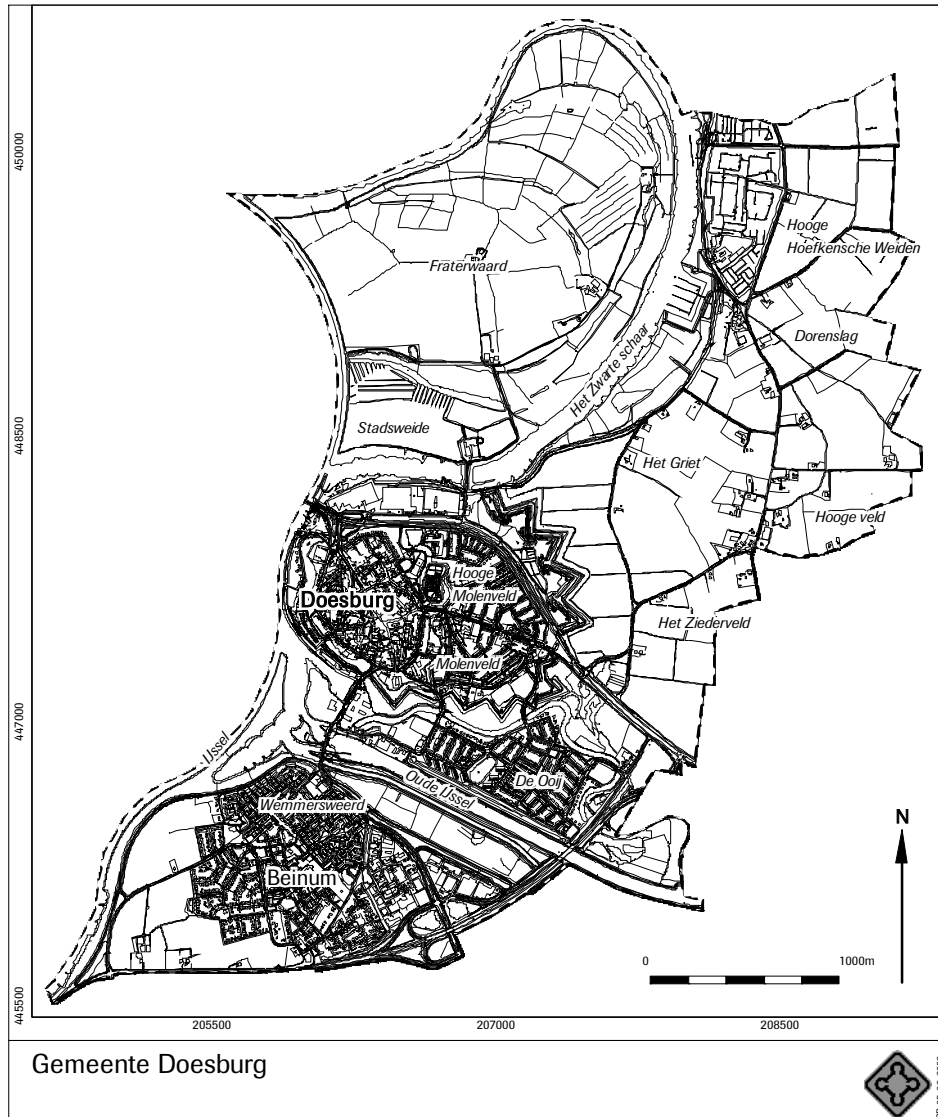 450000
448500
447000
445500
Hooge
Hoefkensche Weiden
Fraterwaard
Dorenslag
Het Zwarte schaar
Stadsweide
Het Griet
Hooge veld
Hooge
Molenveld
Doesburg
Het Ziederveld
Molenveld
IJssel
De Ooij
Oude IJssel
Wemmersweerd
Beinum
N
0 1000m
205500 207000 208500
Gemeente Doesburg